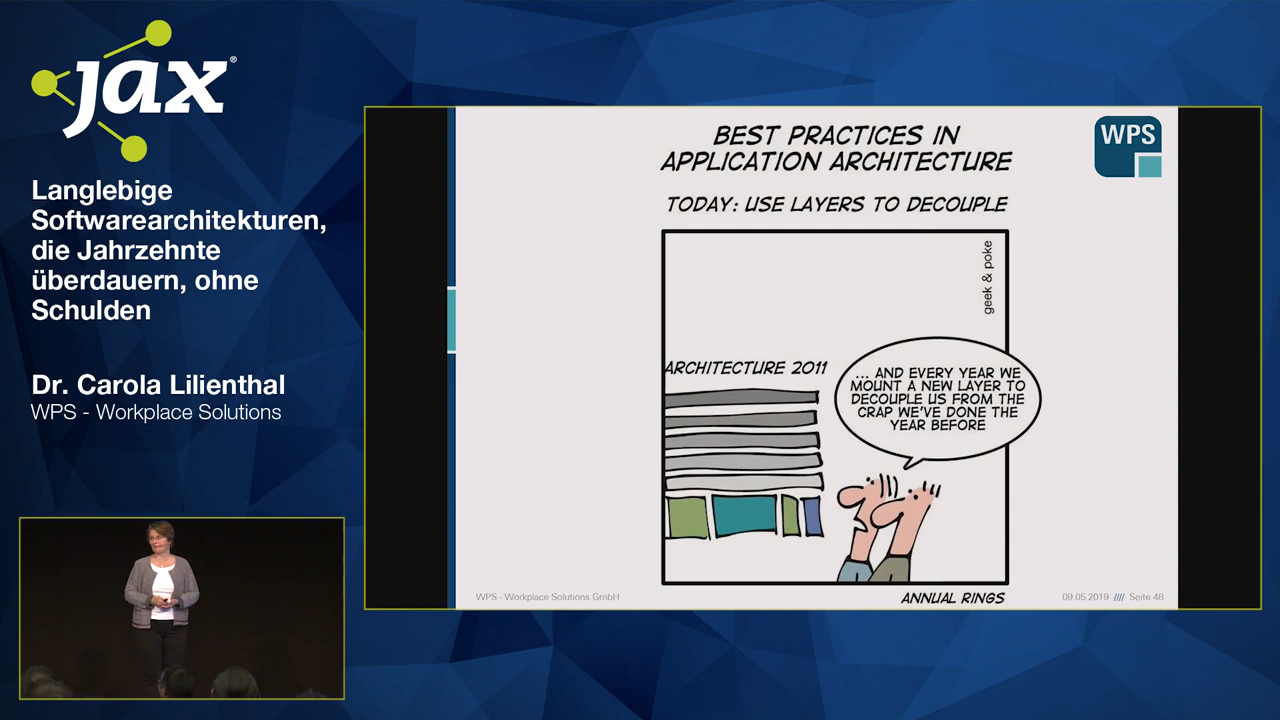 jax®
Langlebige
Softwarearchitekturen,
die Jahrzehnte
überdauern, ohne
Schulden
Dr. Carola Lilienthal
WPS - Workplace Solutions
BEST PRACTICES IN
APPLICATION ARCHITECTURE
WPS
TODAY: USE LAYERS TO DECOUPLE
geek & poke
ARCHITECTURE 2011
... AND EVERY YEAR WE
MOUNT A NEW LAYER TO
DECOUPLE US FROM THE
CRAP WE'VE DONE THE
YEAR BEFORE
WPS - Workplace Solutions GmbH
ANNUAL RINGS
09.05.2019 //// Seite 48